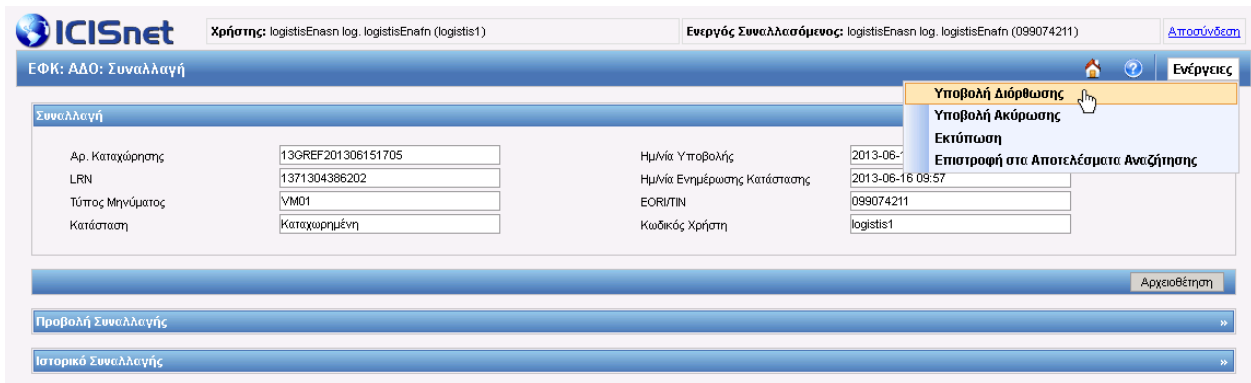 ICISnet
Χρήστης: logistisEnasn log. logistisEnafn (logistis1)
Ενεργός Συναλλασόμενος: logistisEnasn log. logistisEnafn (099074211)
Αποσύνδεση
ΕΦΚ: ΑΔΟ: Συναλλαγή
Ενέργειες
Υποβολή Διόρθωσης
Υποβολή Ακύρωσης
Εκτύπωση
Επιστροφή στα Αποτελέσματα Αναζήτησης
Συναλλαγή
Αρ. Καταχώρησης 13GREF201306151705 Ημ/νία Υποβολής 2013-06-
LRN 1371304386202 Ημ/νία Ενημέρωσης Κατάστασης 2013-06-16 09:57
Τύπος Μηνύματος VM01 EORI/TIN 099074211
Κατάσταση Καταχωρημένη Κωδικός Χρήστη logistis1
Αρχειοθέτηση
Προβολή Συναλλαγής »
Ιστορικό Συναλλαγής »